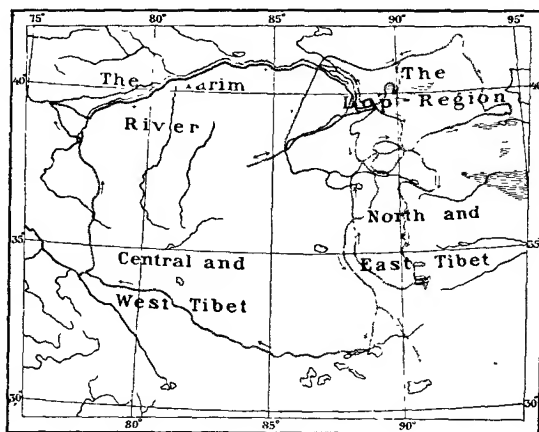 75° 80° 85° 90° 95°
The Tarim The
40 40
Lop-Region
River
North and
35 35
Central and East Tibet
West Tibet
30 30
80° 85° 90°